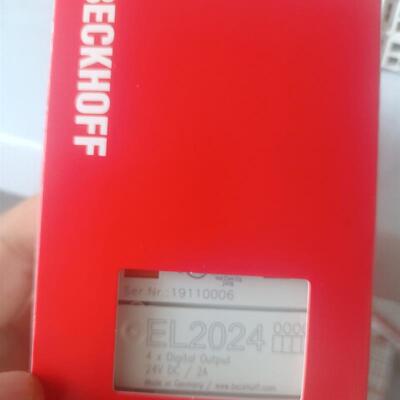 BECKHOFF
Ser.Nr.: 19110006
EL2024
4 x Digital Output
24V DC / 2A
Made in Germany / www.beckhoff.com